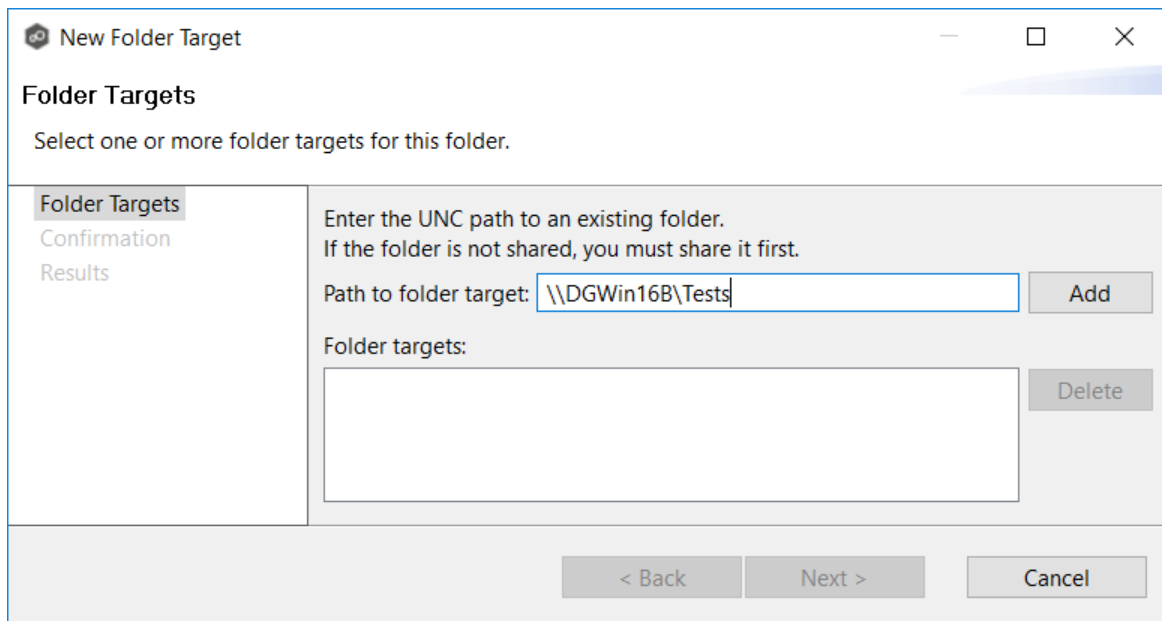 New Folder Target
Folder Targets
Select one or more folder targets for this folder.
Folder Targets
Confirmation
Results
Enter the UNC path to an existing folder.
If the folder is not shared, you must share it first.
Path to folder target: \\DGWin16B\Tests Add
Folder targets:
Delete
< Back Next > Cancel